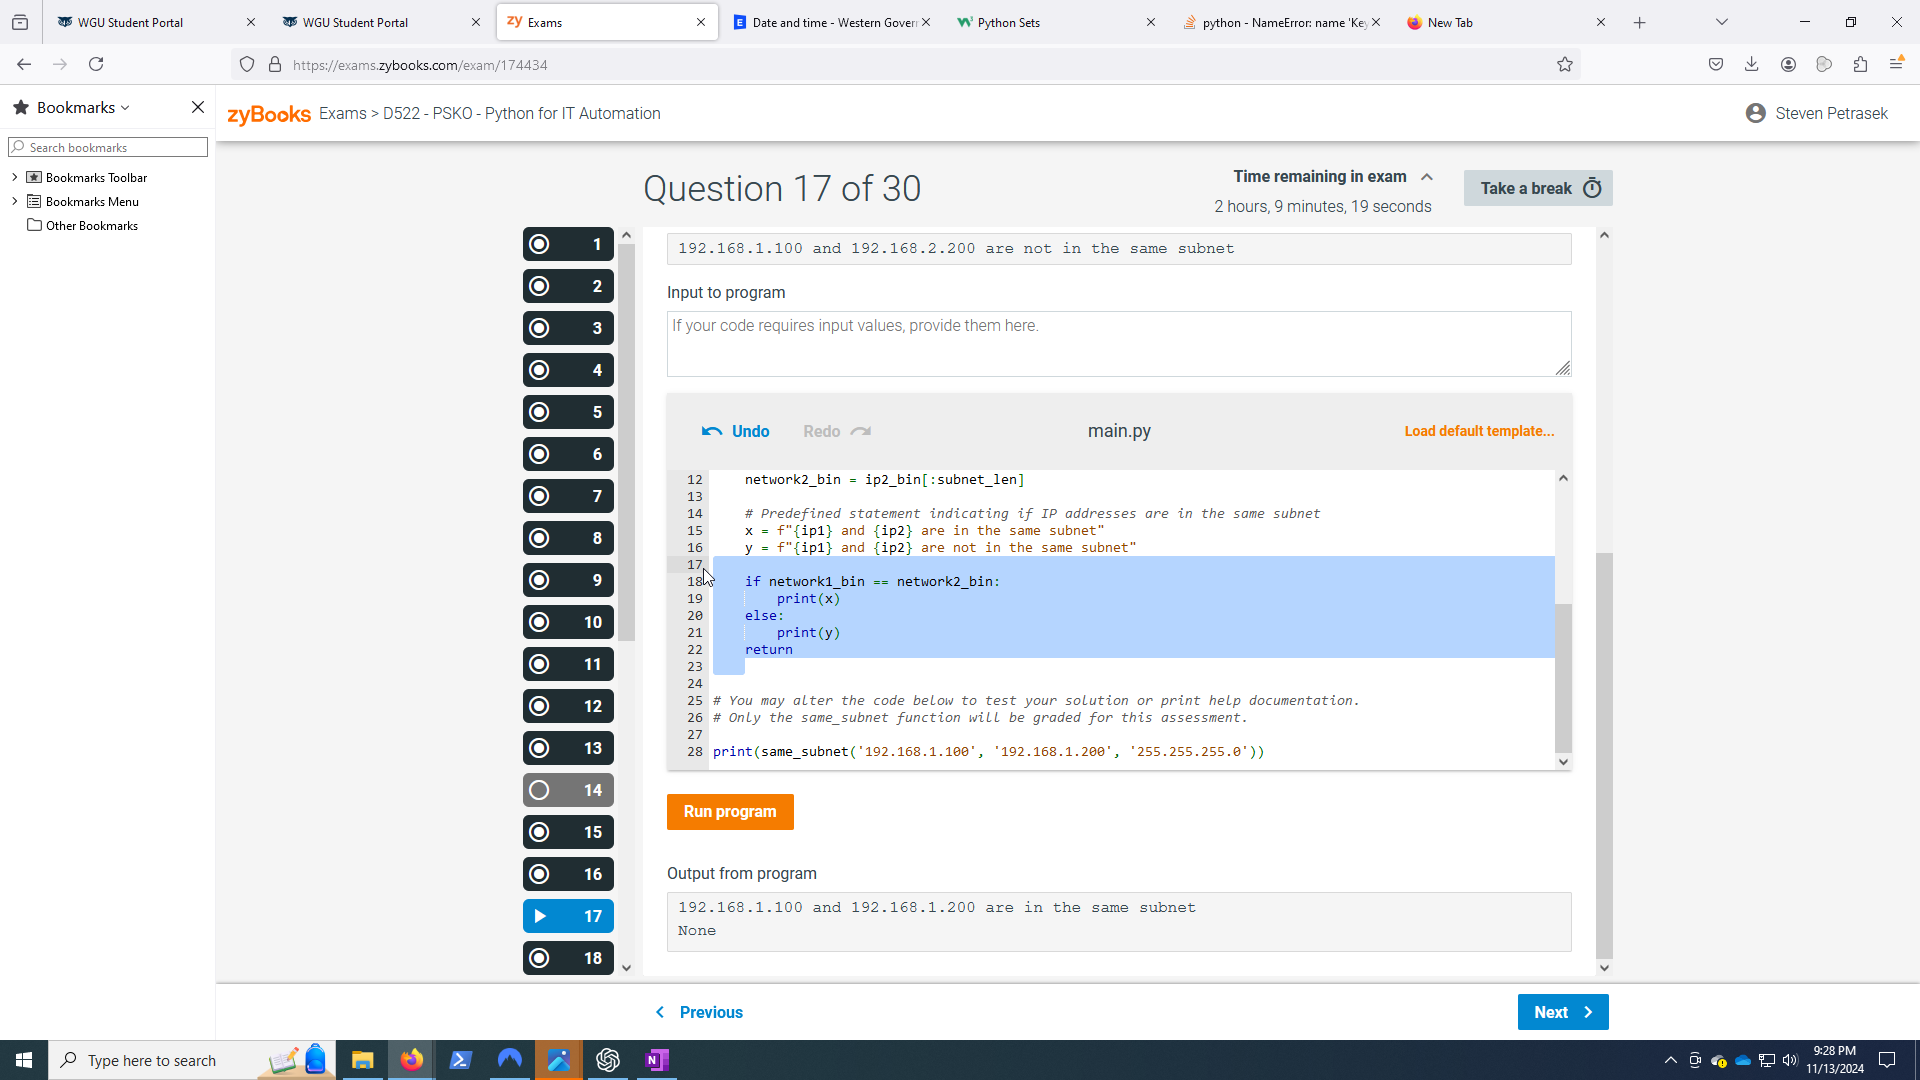 WGU Student Portal
WGU Student Portal
zy Exams
Date and time - Western Gover
Python Sets
python - NameError: name 'Key
New Tab
https://exams.zybooks.com/exam/174434
Bookmarks
Search bookmarks
Bookmarks Toolbar
Bookmarks Menu
Other Bookmarks
zyBooks Exams > D522 - PSKO - Python for IT Automation
Steven Petrasek
Question 17 of 30
Time remaining in exam
2 hours, 9 minutes, 19 seconds
Take a break
1
2
3
4
5
6
7
8
9
10
11
12
13
14
15
16
17
18
192.168.1.100 and 192.168.2.200 are not in the same subnet
Input to program
If your code requires input values, provide them here.
Undo
Redo
main.py
Load default template...
12 network2_bin = ip2_bin[:subnet_len]
13
14 # Predefined statement indicating if IP addresses are in the same subnet
15 x = f"{ip1} and {ip2} are in the same subnet"
16 y = f"{ip1} and {ip2} are not in the same subnet"
17
18 if network1_bin == network2_bin:
19 print(x)
20 else:
21 print(y)
22 return
23
24
25 # You may alter the code below to test your solution or print help documentation.
26 # Only the same_subnet function will be graded for this assessment.
27
28 print(same_subnet('192.168.1.100', '192.168.1.200', '255.255.255.0'))
Run program
Output from program
192.168.1.100 and 192.168.1.200 are in the same subnet
None
Previous
Next
Type here to search
9:28 PM
11/13/2024